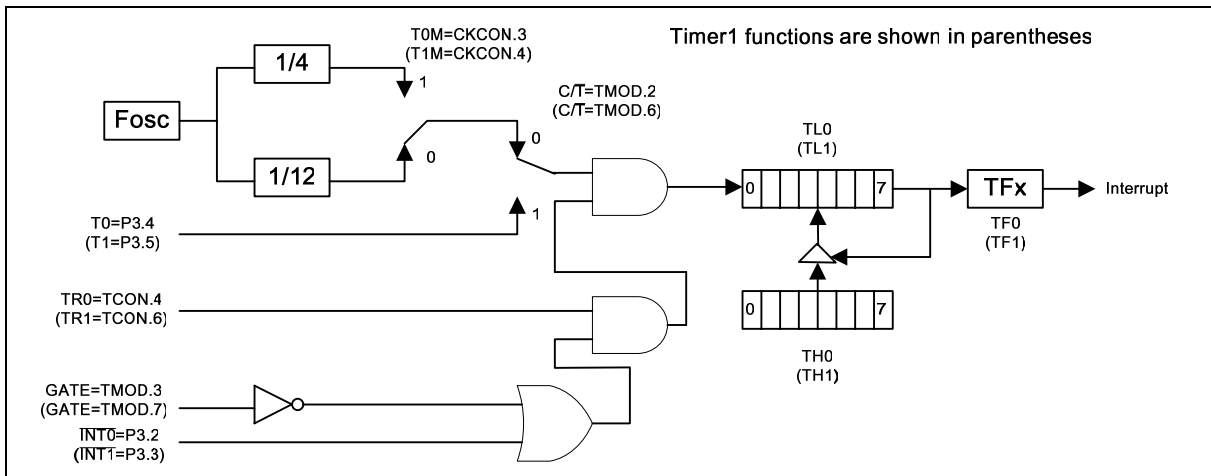 T0M=CKCON.3
(T1M=CKCON.4)
Timer1 functions are shown in parentheses
1/4
1
C/T̅=TMOD.2
(C/T̅=TMOD.6)
Fosc
0
0
TL0
(TL1)
1/12
0 7
TFx
Interrupt
1
T0=P3.4
(T1=P3.5)
TF0
(TF1)
TR0=TCON.4
(TR1=TCON.6)
0 7
TH0
(TH1)
GATE=TMOD.3
(GATE=TMOD.7)
I̅N̅T̅0̅=P3.2
(I̅N̅T̅1̅=P3.3)